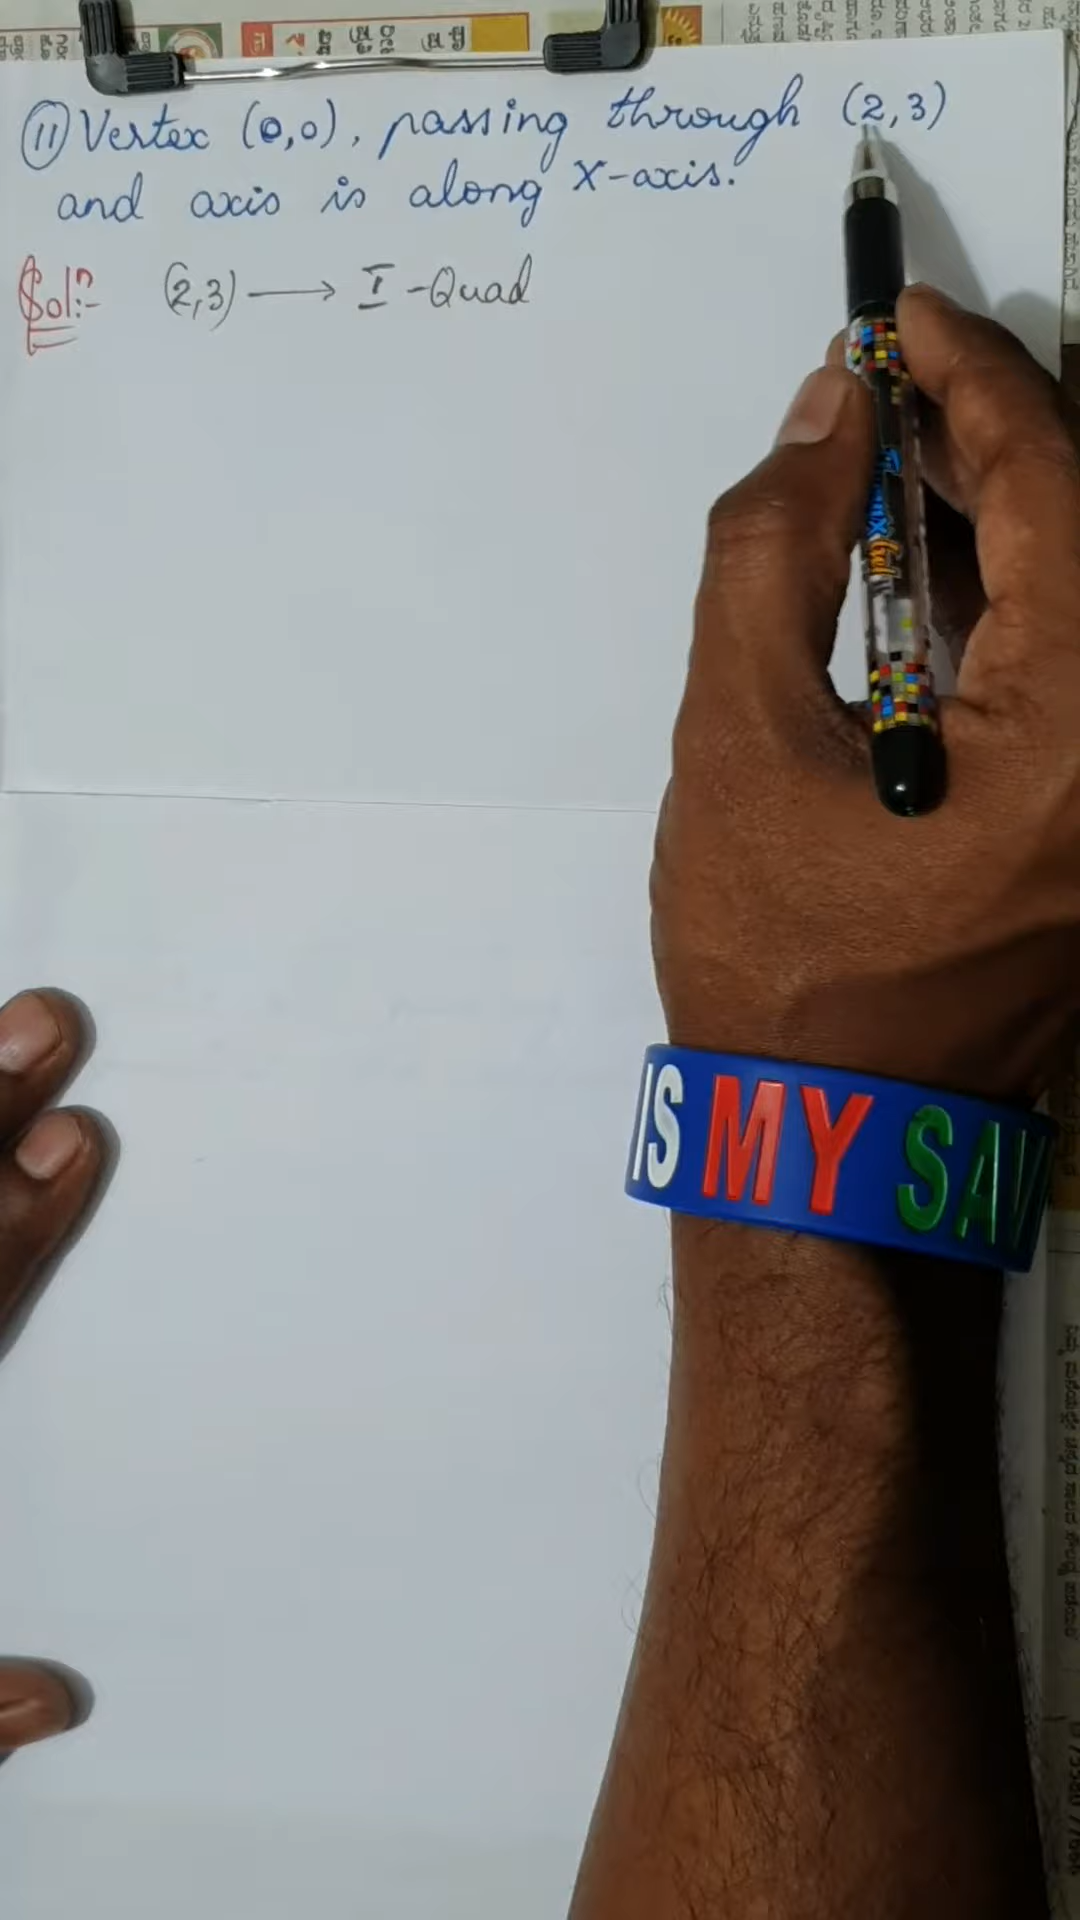 11 Vertex (0,0), passing through (2,3)
and axis is along X-axis.
Solⁿ:- (2,3) ⟶ I-Quad
IS MY SAV